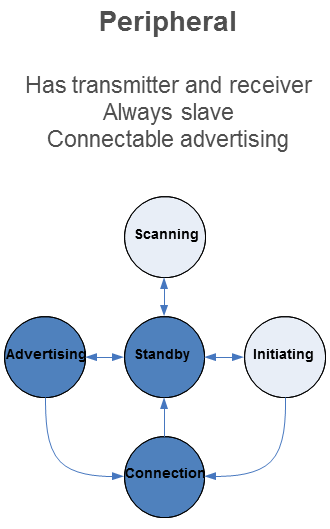 Peripheral
Has transmitter and receiver
Always slave
Connectable advertising
Scanning
Advertising
Standby
Initiating
Connection